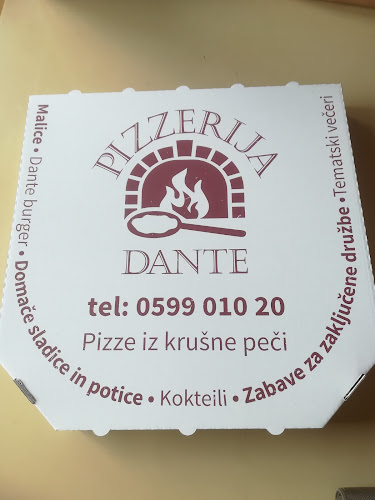 PIZZERIJA
DANTE
tel: 0599 010 20
Pizze iz krušne peči
Malice • Dante burger • Domače sladice in potice • Kokteili • Zabave za zaključene družbe • Tematski večeri